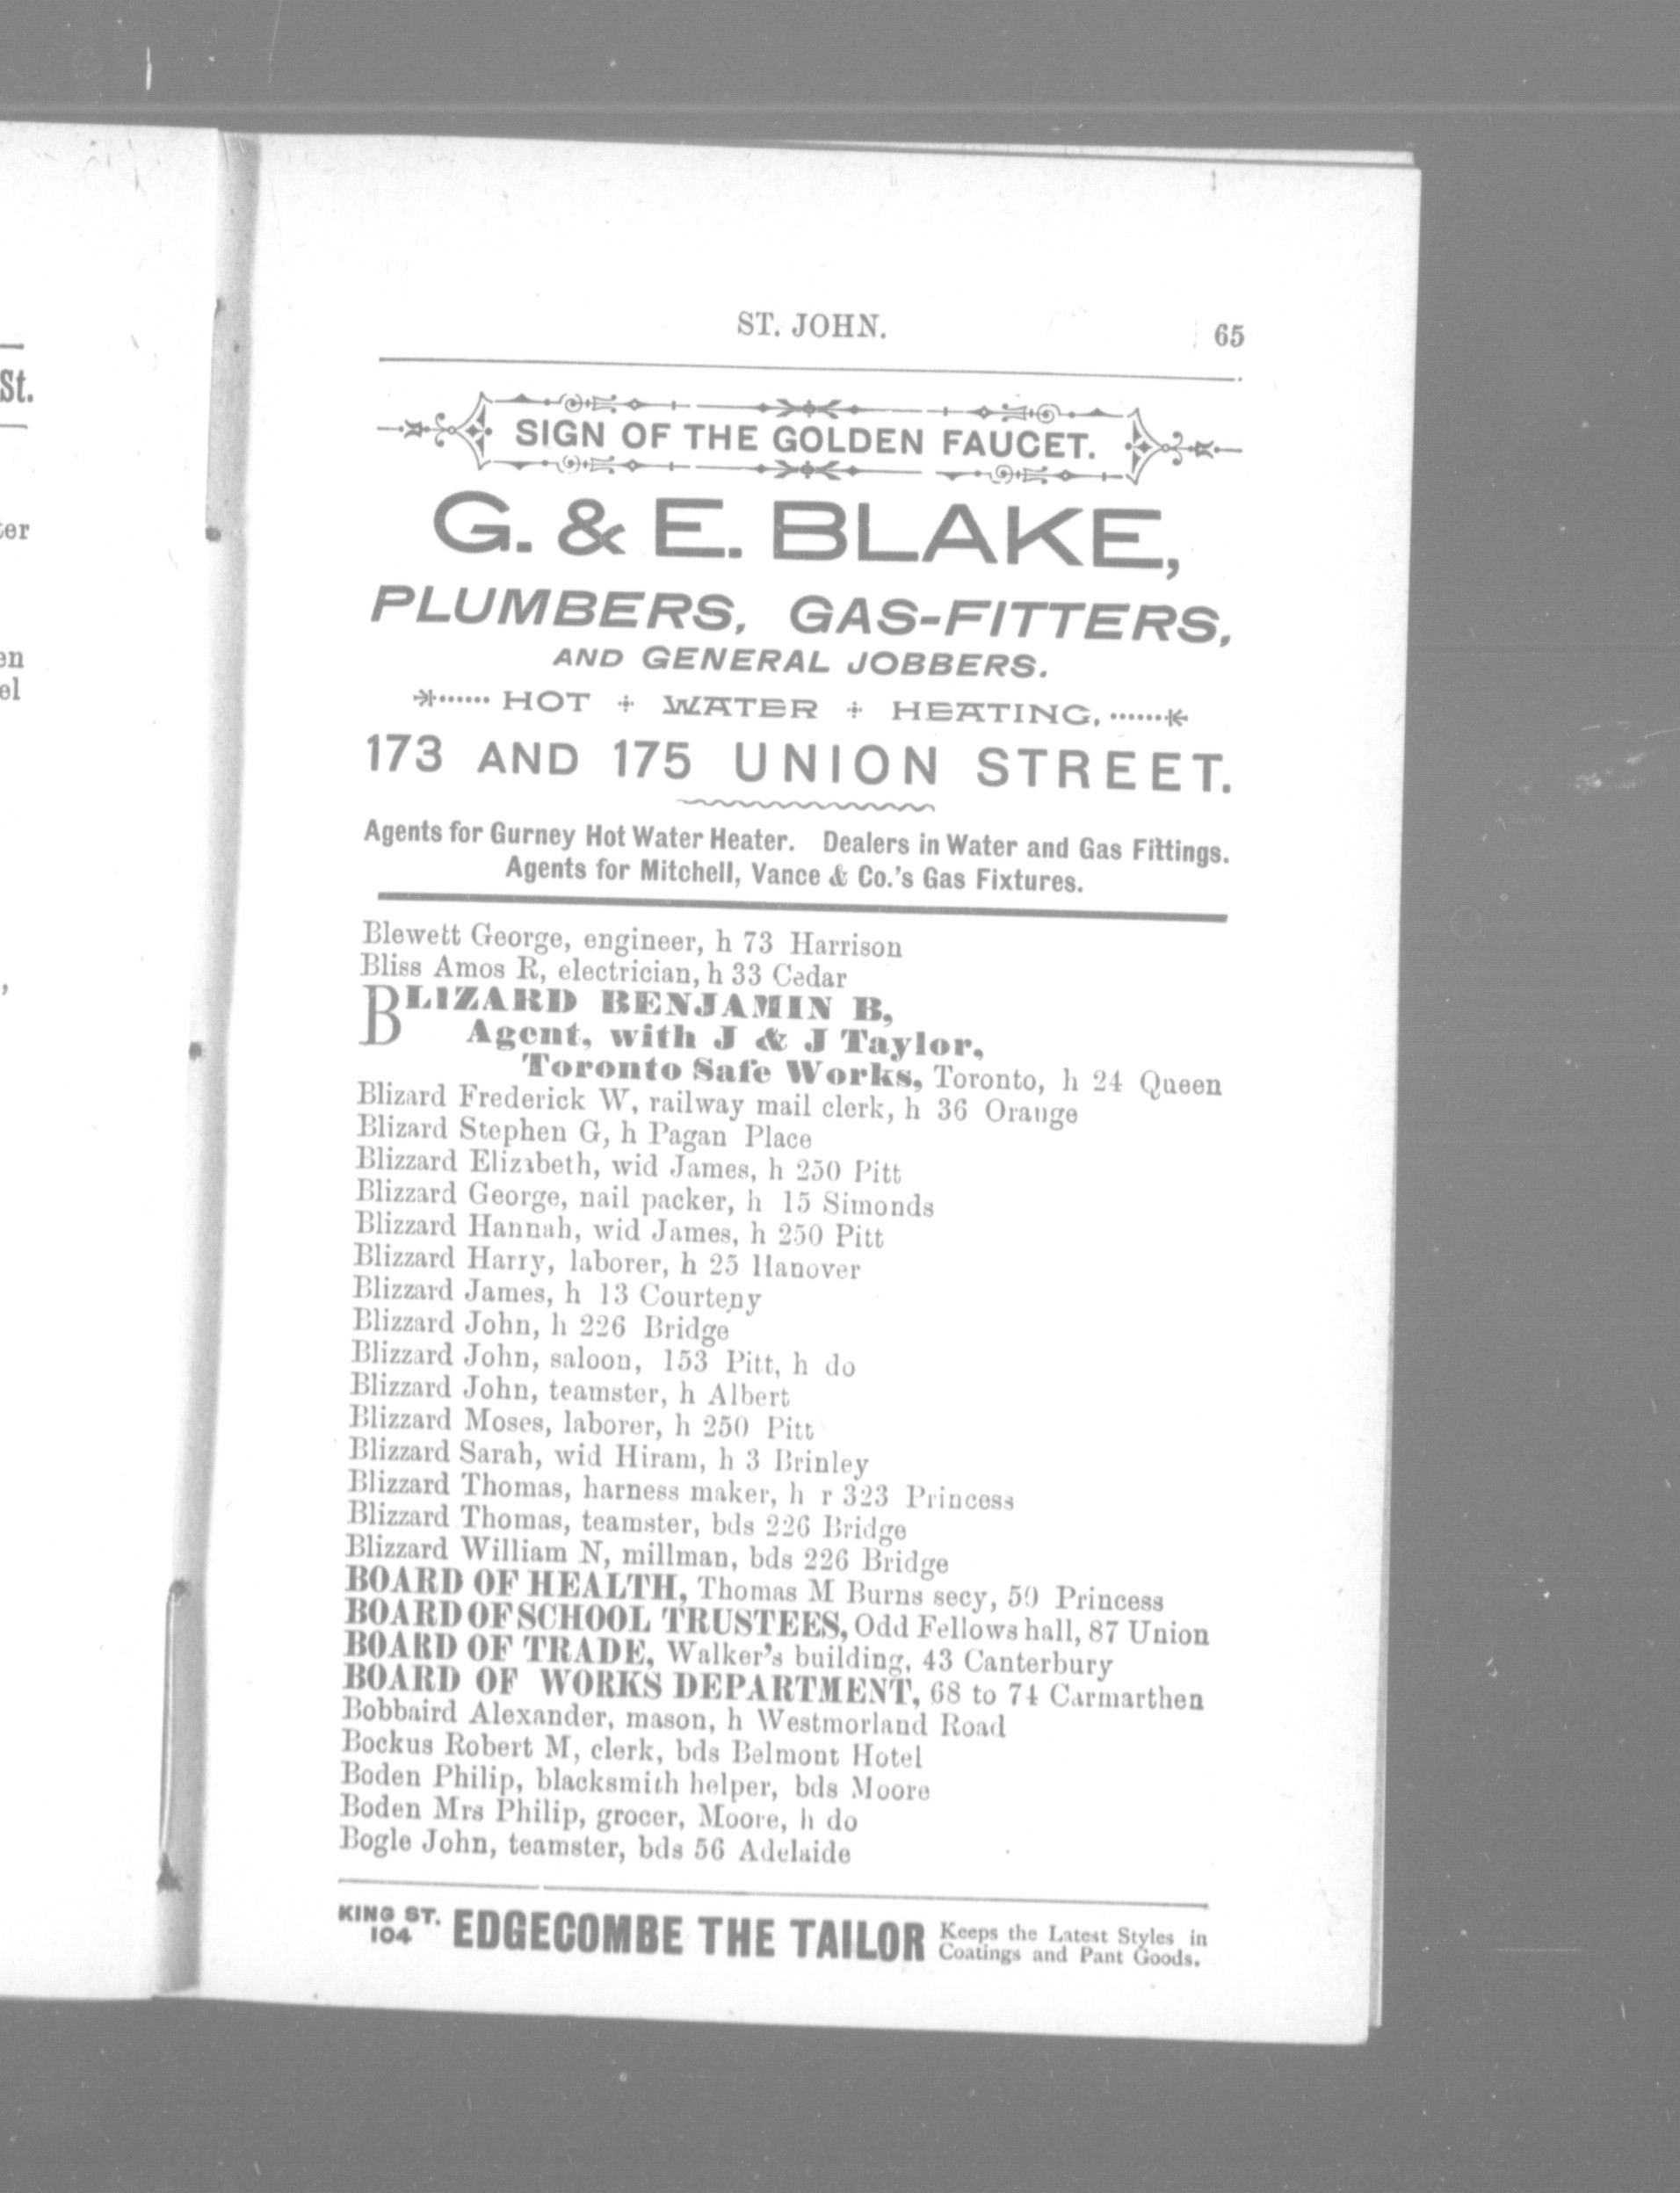 St.
er
en
el
,
ST. JOHN. 65
SIGN OF THE GOLDEN FAUCET.
G. & E. BLAKE,
PLUMBERS, GAS-FITTERS,
AND GENERAL JOBBERS.
HOT + WATER + HEATING,
173 AND 175 UNION STREET.
Agents for Gurney Hot Water Heater. Dealers in Water and Gas Fittings.
Agents for Mitchell, Vance & Co.'s Gas Fixtures.
Blewett George, engineer, h 73 Harrison
Bliss Amos R, electrician, h 33 Cedar
BLIZARD BENJAMIN B,
Agent, with J & J Taylor,
Toronto Safe Works, Toronto, h 24 Queen
Blizard Frederick W, railway mail clerk, h 36 Orange
Blizard Stephen G, h Pagan Place
Blizzard Elizabeth, wid James, h 250 Pitt
Blizzard George, nail packer, h 15 Simonds
Blizzard Hannah, wid James, h 250 Pitt
Blizzard Harry, laborer, h 25 Hanover
Blizzard James, h 13 Courteny
Blizzard John, h 226 Bridge
Blizzard John, saloon, 153 Pitt, h do
Blizzard John, teamster, h Albert
Blizzard Moses, laborer, h 250 Pitt
Blizzard Sarah, wid Hiram, h 3 Brinley
Blizzard Thomas, harness maker, h r 323 Princess
Blizzard Thomas, teamster, bds 226 Bridge
Blizzard William N, millman, bds 226 Bridge
BOARD OF HEALTH, Thomas M Burns secy, 50 Princess
BOARD OF SCHOOL TRUSTEES, Odd Fellows hall, 87 Union
BOARD OF TRADE, Walker's building, 43 Canterbury
BOARD OF WORKS DEPARTMENT, 68 to 74 Carmarthen
Bobbaird Alexander, mason, h Westmorland Road
Bockus Robert M, clerk, bds Belmont Hotel
Boden Philip, blacksmith helper, bds Moore
Boden Mrs Philip, grocer, Moore, h do
Bogle John, teamster, bds 56 Adelaide
KING ST. 104 EDGECOMBE THE TAILOR Keeps the Latest Styles in
Coatings and Pant Goods.